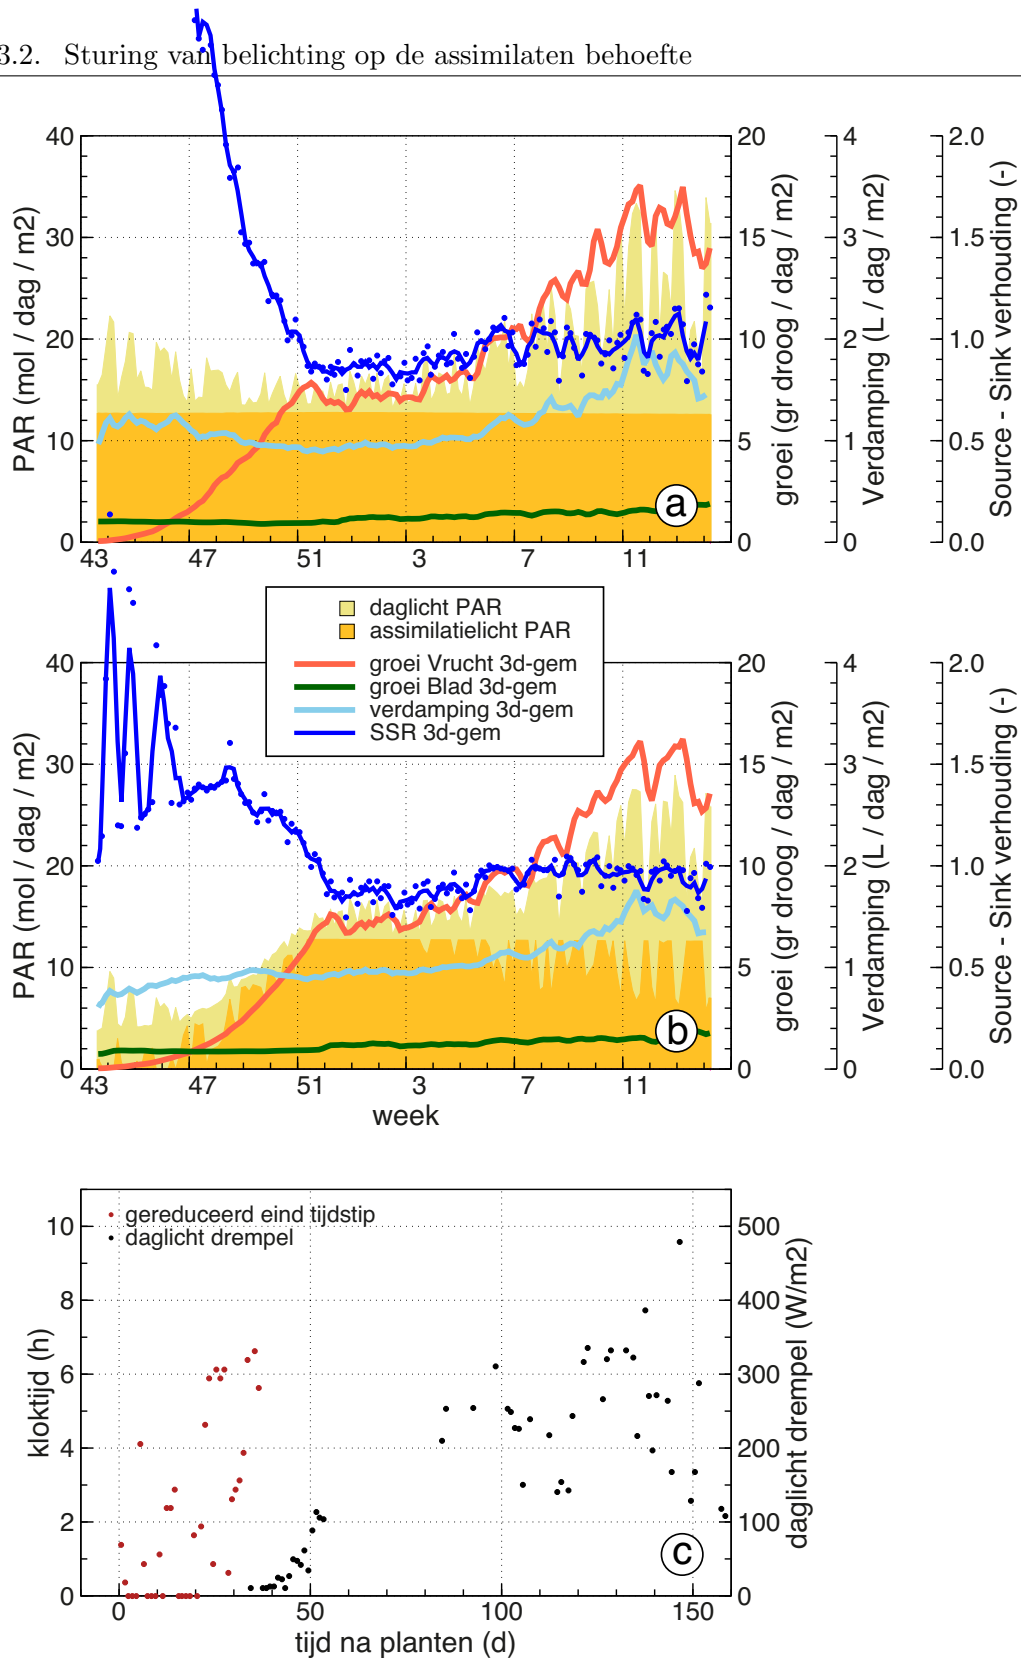 3.2. Sturing van belichting op de assimilaten behoefte
40
30
20
10
0
PAR (mol / dag / m2)
20
15
10
5
0
groei (gr droog / dag / m2)
4
3
2
1
0
Verdamping (L / dag / m2)
2.0
1.5
1.0
0.5
0.0
Source - Sink verhouding (-)
a
43 47 51 3 7 11
daglicht PAR
assimilatielicht PAR
groei Vrucht 3d-gem
groei Blad 3d-gem
verdamping 3d-gem
SSR 3d-gem
40
30
20
10
0
PAR (mol / dag / m2)
20
15
10
5
0
groei (gr droog / dag / m2)
4
3
2
1
0
Verdamping (L / dag / m2)
2.0
1.5
1.0
0.5
0.0
Source - Sink verhouding (-)
b
43 47 51 3 7 11
week
gereduceerd eind tijdstip
daglicht drempel
10
8
6
4
2
0
kloktijd (h)
500
400
300
200
100
0
daglicht drempel (W/m2)
c
0 50 100 150
tijd na planten (d)